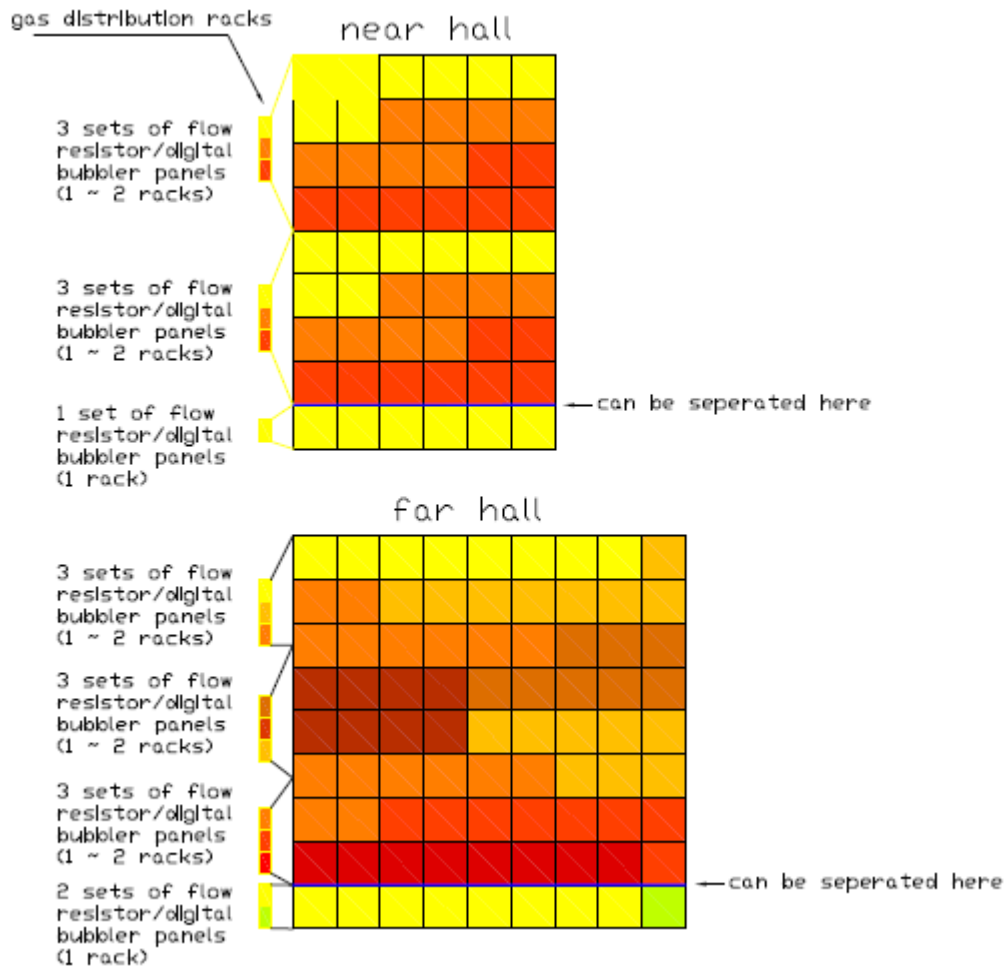 gas distribution racks
near hall
3 sets of flow
resistor/digital
bubbler panels
(1 ~ 2 racks)
3 sets of flow
resistor/digital
bubbler panels
(1 ~ 2 racks)
can be seperated here
1 set of flow
resistor/digital
bubbler panels
(1 rack)
far hall
3 sets of flow
resistor/digital
bubbler panels
(1 ~ 2 racks)
3 sets of flow
resistor/digital
bubbler panels
(1 ~ 2 racks)
3 sets of flow
resistor/digital
bubbler panels
(1 ~ 2 racks)
can be seperated here
2 sets of flow
resistor/digital
bubbler panels
(1 rack)